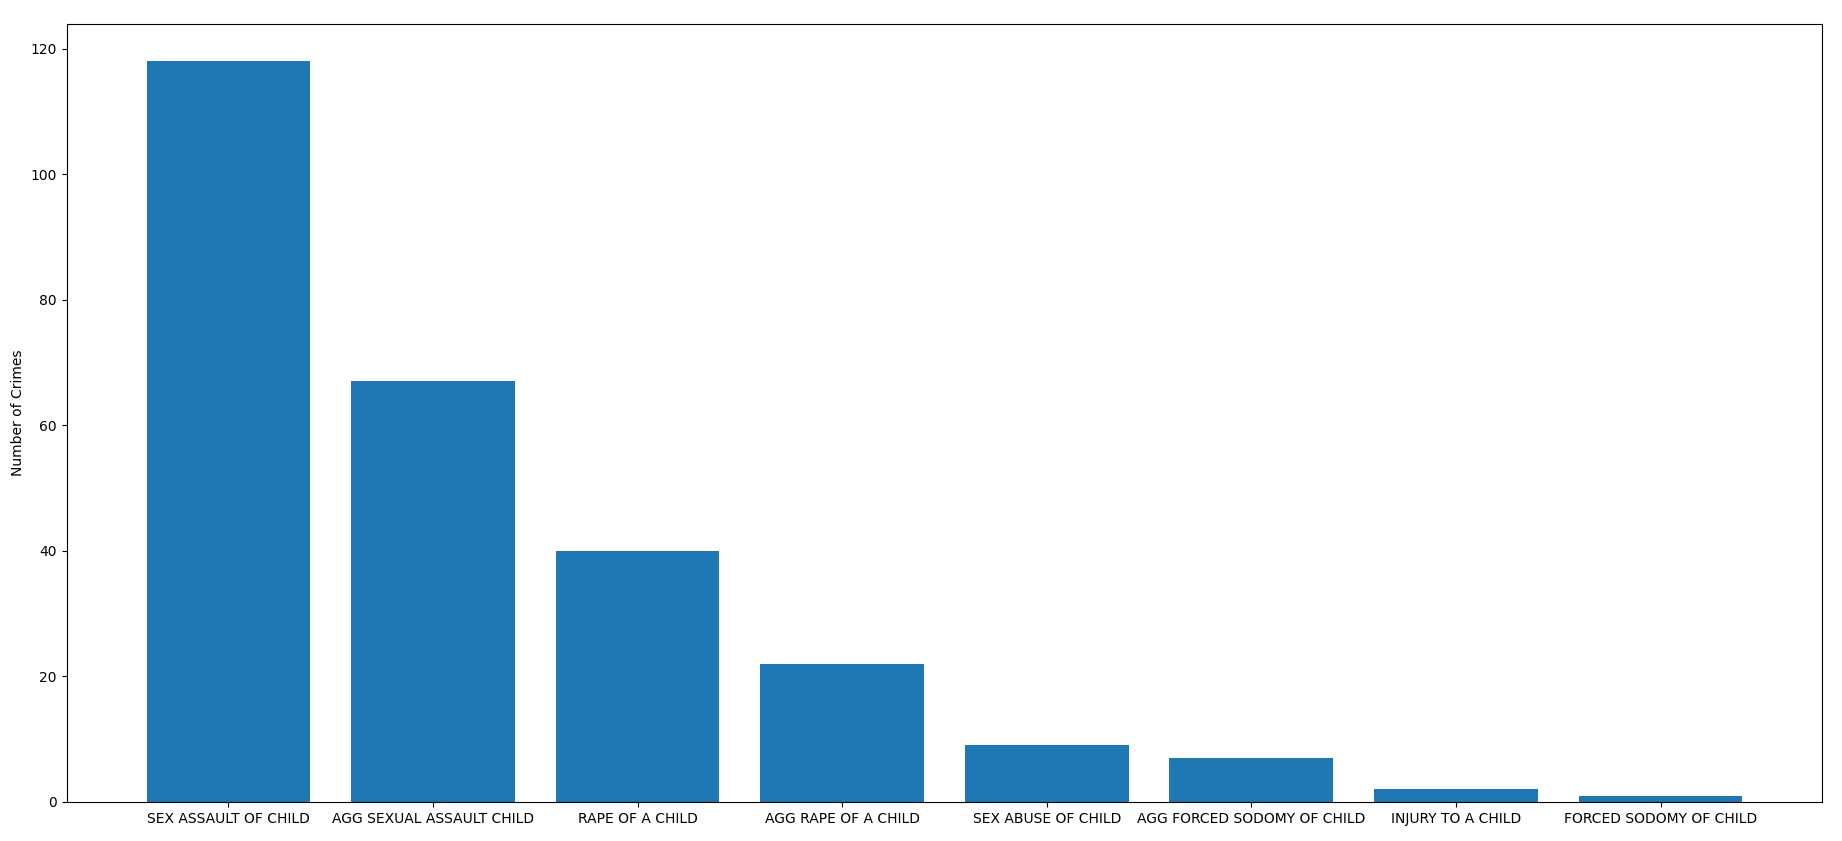 Number of Crimes
120
100
80
60
40
20
0
SEX ASSAULT OF CHILD
AGG SEXUAL ASSAULT CHILD
RAPE OF A CHILD
AGG RAPE OF A CHILD
SEX ABUSE OF CHILD
AGG FORCED SODOMY OF CHILD
INJURY TO A CHILD
FORCED SODOMY OF CHILD